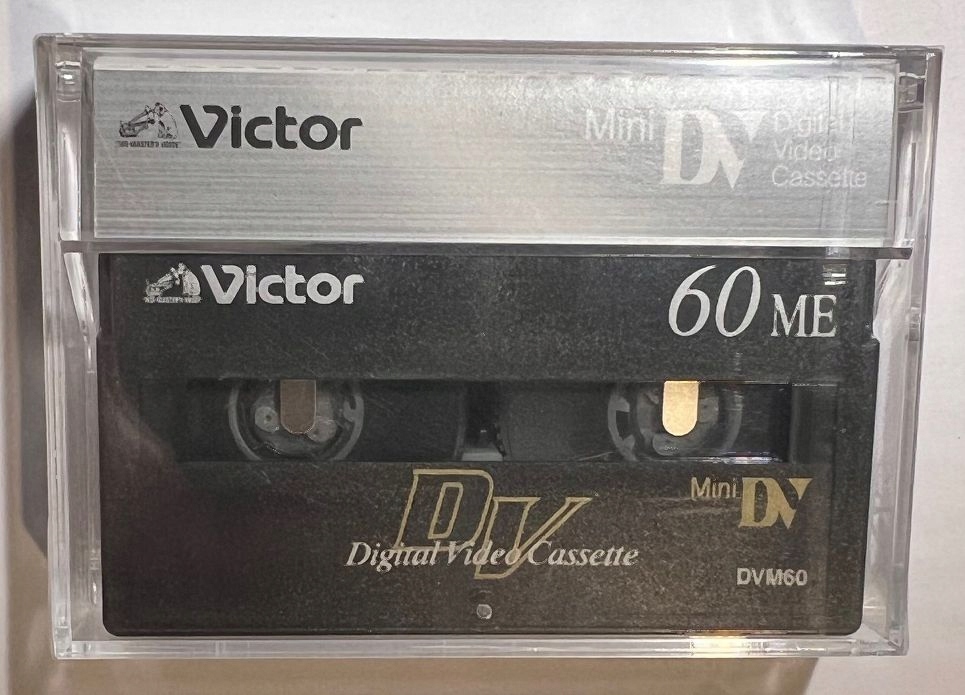 Victor
Mini DV Digital
Video
Cassette
Victor
60 ME
DV
Digital Video Cassette
Mini DV
DVM60